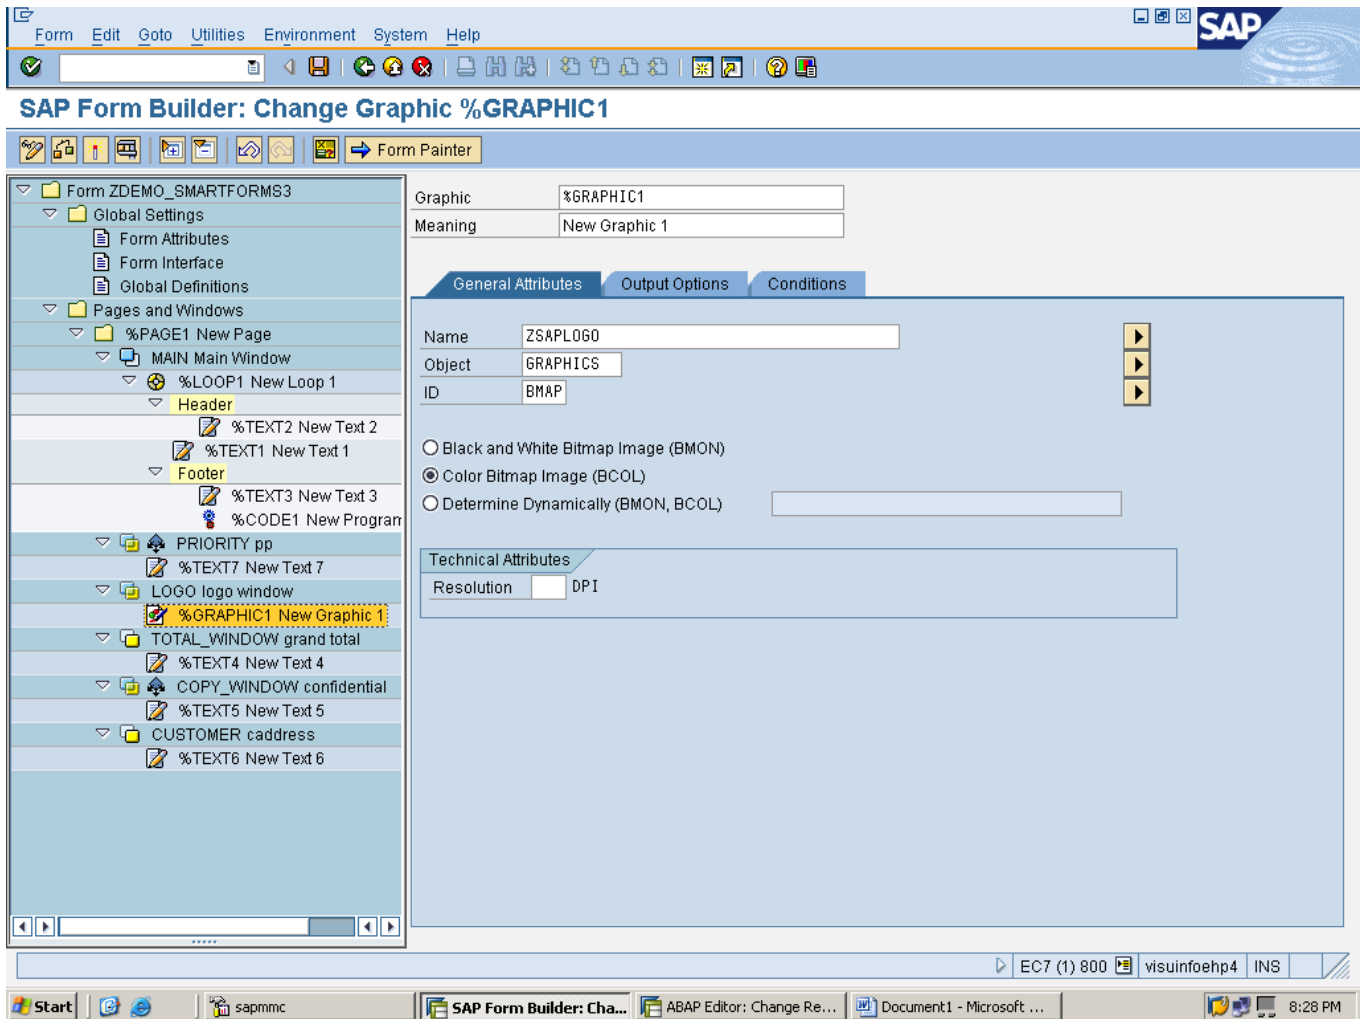 Form Edit Goto Utilities Environment System Help
SAP
SAP Form Builder: Change Graphic %GRAPHIC1
Form Painter
Form ZDEMO_SMARTFORMS3
Global Settings
Form Attributes
Form Interface
Global Definitions
Pages and Windows
%PAGE1 New Page
MAIN Main Window
%LOOP1 New Loop 1
Header
%TEXT2 New Text 2
%TEXT1 New Text 1
Footer
%TEXT3 New Text 3
%CODE1 New Program
PRIORITY pp
%TEXT7 New Text 7
LOGO logo window
%GRAPHIC1 New Graphic 1
TOTAL_WINDOW grand total
%TEXT4 New Text 4
COPY_WINDOW confidential
%TEXT5 New Text 5
CUSTOMER caddress
%TEXT6 New Text 6
Graphic %GRAPHIC1
Meaning New Graphic 1
General Attributes Output Options Conditions
Name ZSAPLOGO
Object GRAPHICS
ID BMAP
Black and White Bitmap Image (BMON)
Color Bitmap Image (BCOL)
Determine Dynamically (BMON, BCOL)
Technical Attributes
Resolution DPI
EC7 (1) 800 visuinfoehp4 INS
Start sapmmc SAP Form Builder: Cha... ABAP Editor: Change Re... Document1 - Microsoft ... 8:28 PM